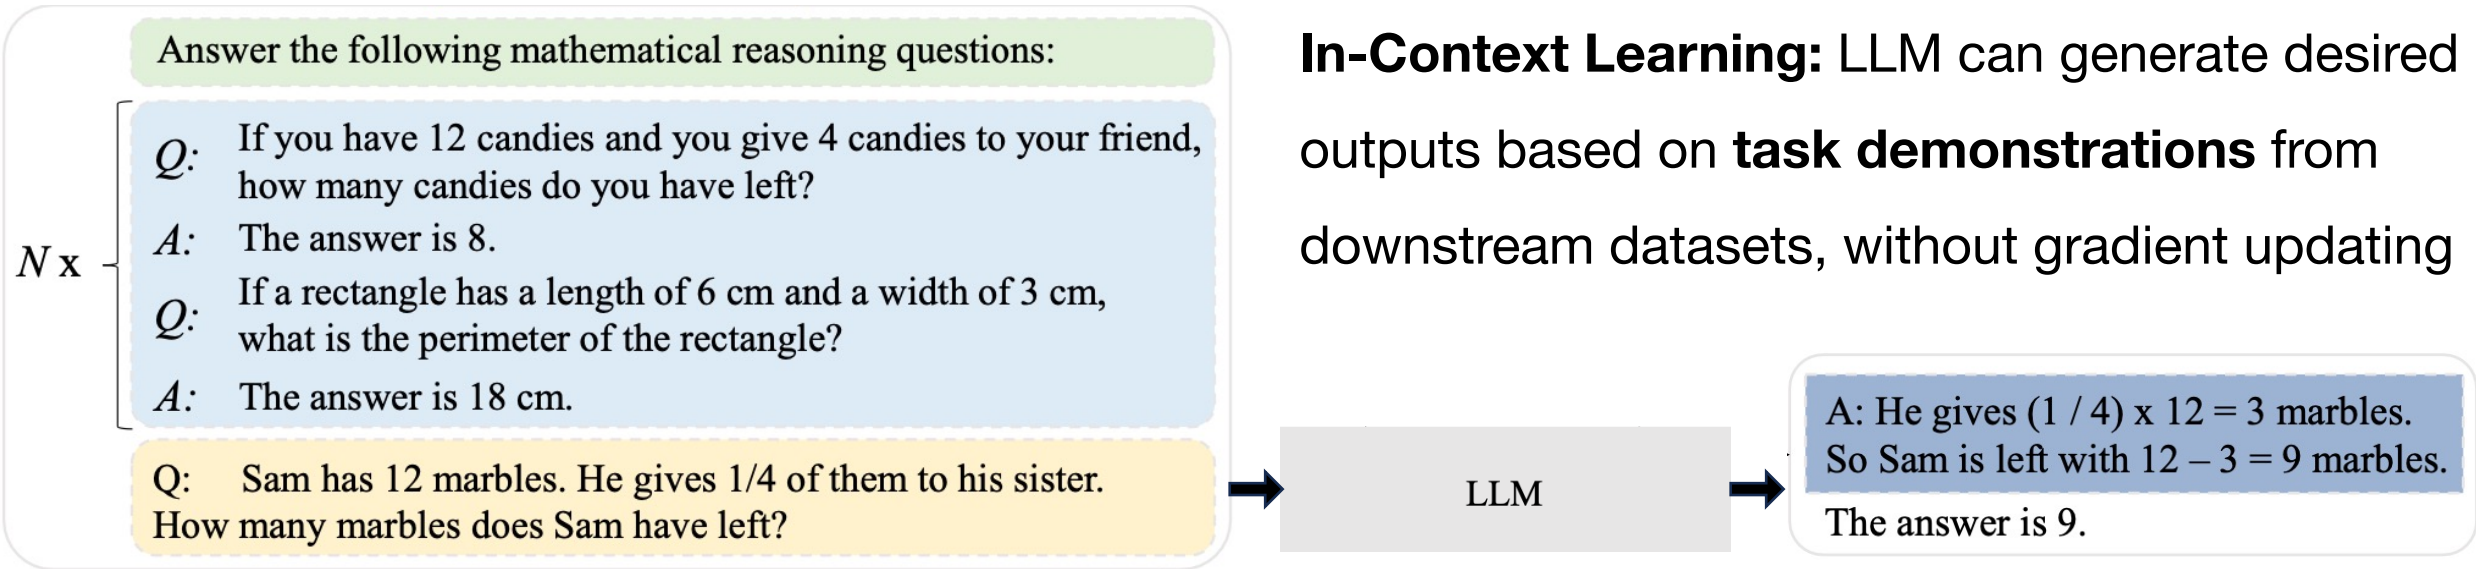 Answer the following mathematical reasoning questions:
N x
Q: If you have 12 candies and you give 4 candies to your friend,
how many candies do you have left?
A: The answer is 8.
Q: If a rectangle has a length of 6 cm and a width of 3 cm,
what is the perimeter of the rectangle?
A: The answer is 18 cm.
Q: Sam has 12 marbles. He gives 1/4 of them to his sister.
How many marbles does Sam have left?
In-Context Learning: LLM can generate desired
outputs based on task demonstrations from
downstream datasets, without gradient updating
LLM
A: He gives (1 / 4) x 12 = 3 marbles.
So Sam is left with 12 – 3 = 9 marbles.
The answer is 9.